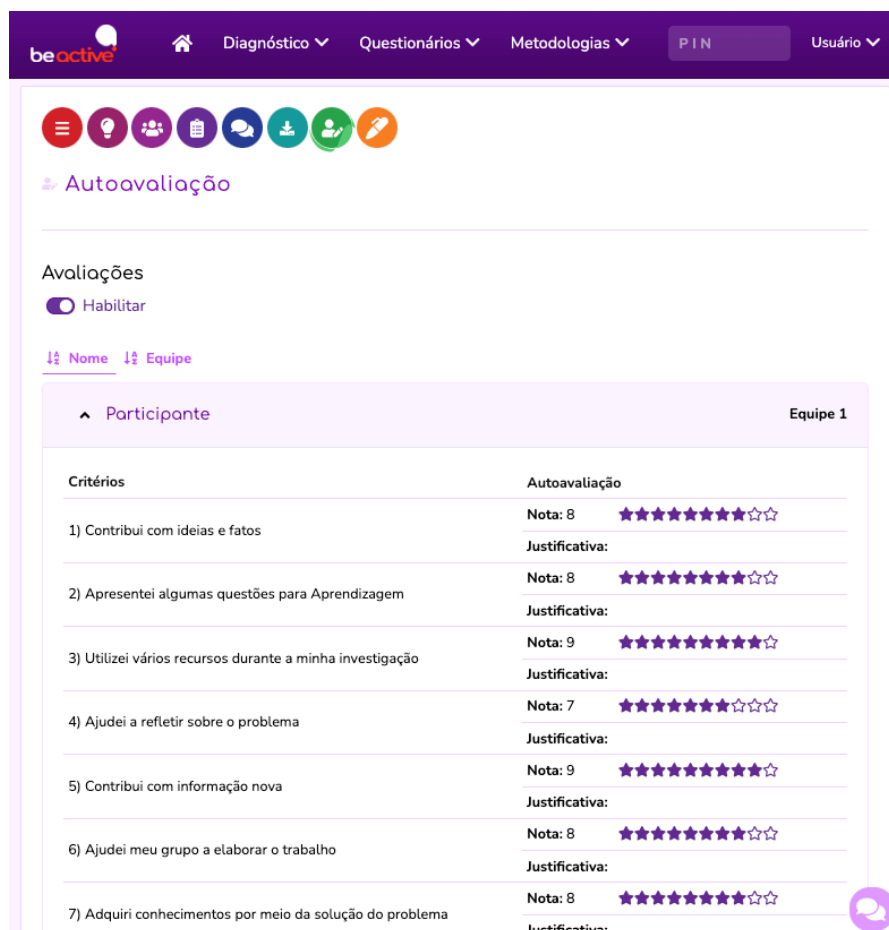 beactive
Diagnóstico
Questionários
Metodologias
PIN
Usuário
Autoavaliação
Avaliações
Habilitar
Nome
Equipe
Participante
Equipe 1
Critérios
Autoavaliação
1) Contribui com ideias e fatos
Nota: 8
Justificativa:
2) Apresentei algumas questões para Aprendizagem
Nota: 8
Justificativa:
3) Utilizei vários recursos durante a minha investigação
Nota: 9
Justificativa:
4) Ajudei a refletir sobre o problema
Nota: 7
Justificativa:
5) Contribui com informação nova
Nota: 9
Justificativa:
6) Ajudei meu grupo a elaborar o trabalho
Nota: 8
Justificativa:
7) Adquiri conhecimentos por meio da solução do problema
Nota: 8
Justificativa: